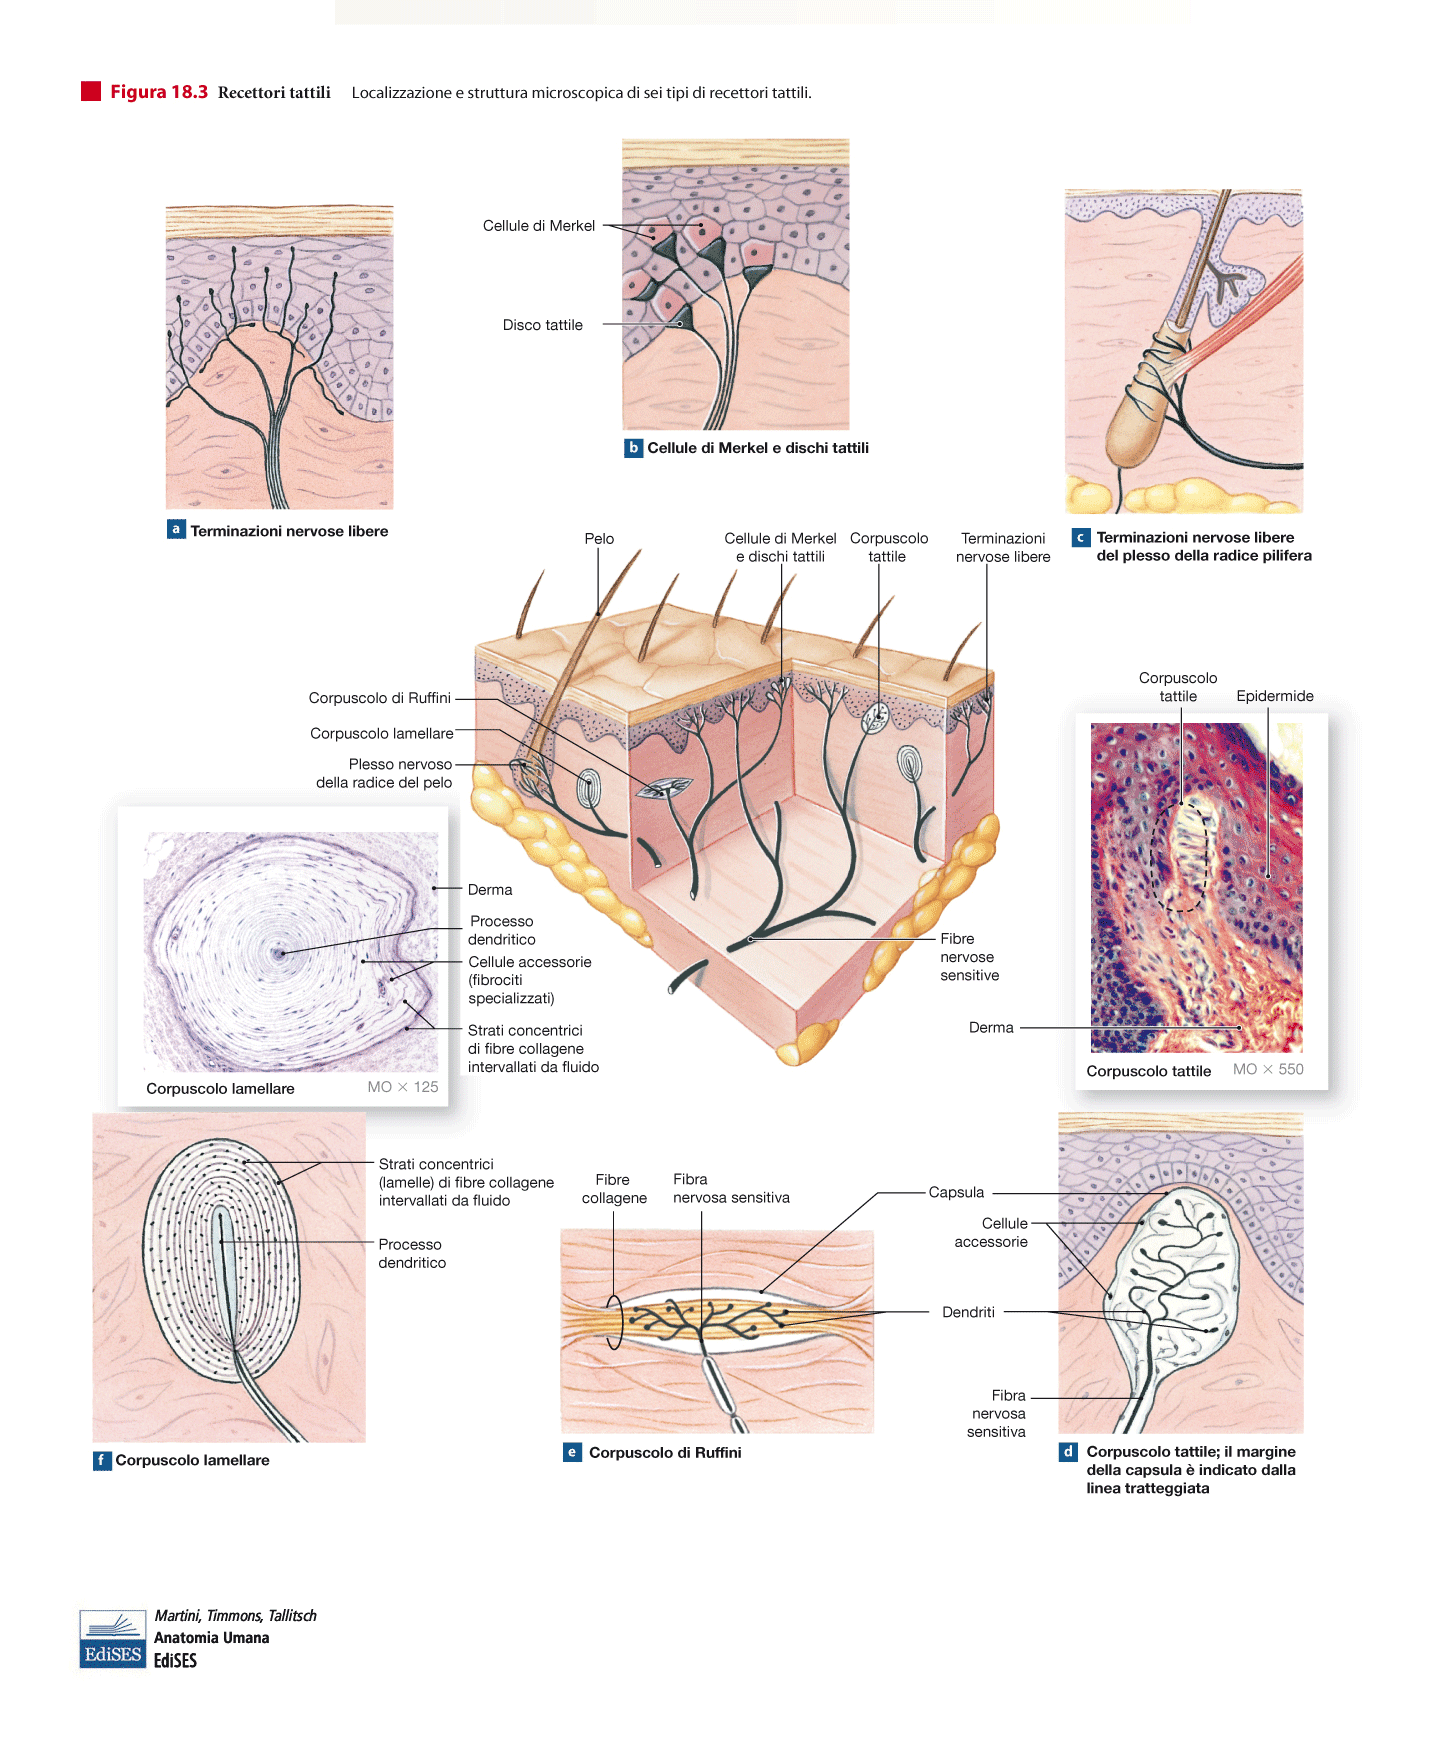 Figura 18.3 Recettori tattili Localizzazione e struttura microscopica di sei tipi di recettori tattili.
Cellule di Merkel
Disco tattile
a Terminazioni nervose libere
b Cellule di Merkel e dischi tattili
c Terminazioni nervose libere
del plesso della radice pilifera
Pelo
Cellule di Merkel
e dischi tattili
Corpuscolo
tattile
Terminazioni
nervose libere
Corpuscolo di Ruffini
Corpuscolo lamellare
Plesso nervoso
della radice del pelo
Corpuscolo
tattile
Epidermide
Derma
Processo
dendritico
Cellule accessorie
(fibrociti
specializzati)
Strati concentrici
di fibre collagene
intervallati da fluido
Fibre
nervose
sensitive
Derma
Corpuscolo lamellare MO × 125
Corpuscolo tattile MO × 550
Strati concentrici
(lamelle) di fibre collagene
intervallati da fluido
Processo
dendritico
Fibre
collagene
Fibra
nervosa sensitiva
Capsula
Cellule
accessorie
Dendriti
Fibra
nervosa
sensitiva
f Corpuscolo lamellare
e Corpuscolo di Ruffini
d Corpuscolo tattile; il margine
della capsula è indicato dalla
linea tratteggiata
EdiSES
Martini, Timmons, Tallitsch
Anatomia Umana
EdiSES